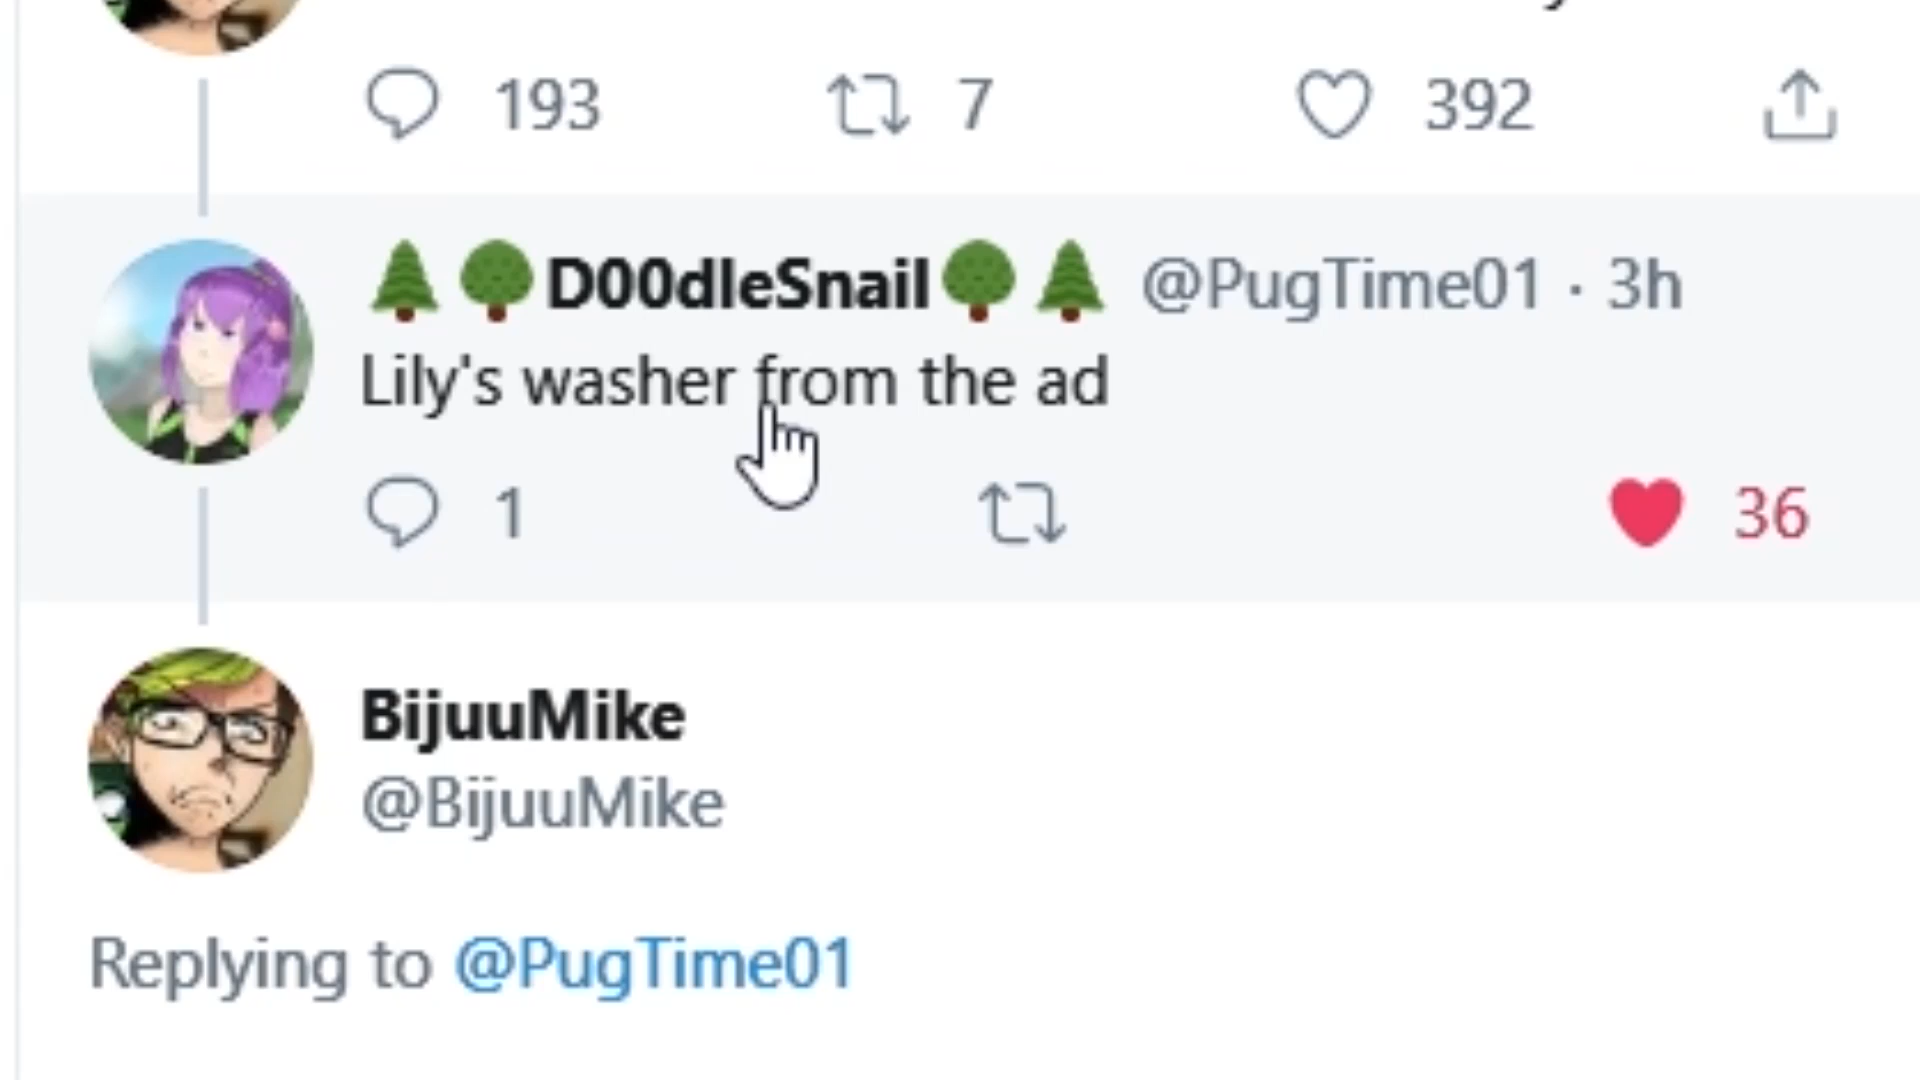 193 7 392
🌲🌳D00dleSnail🌳🌲 @PugTime01 · 3h
Lily's washer from the ad
1 36
BijuuMike
@BijuuMike
Replying to @PugTime01